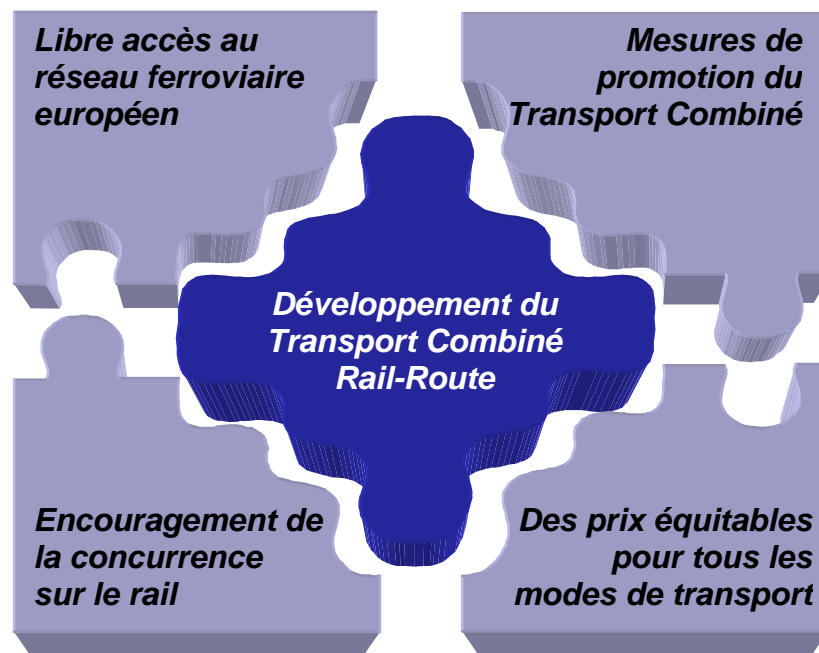 Libre accès au
réseau ferroviaire
européen
Mesures de
promotion du
Transport Combiné
Développement du
Transport Combiné
Rail-Route
Encouragement de
la concurrence
sur le rail
Des prix équitables
pour tous les
modes de transport